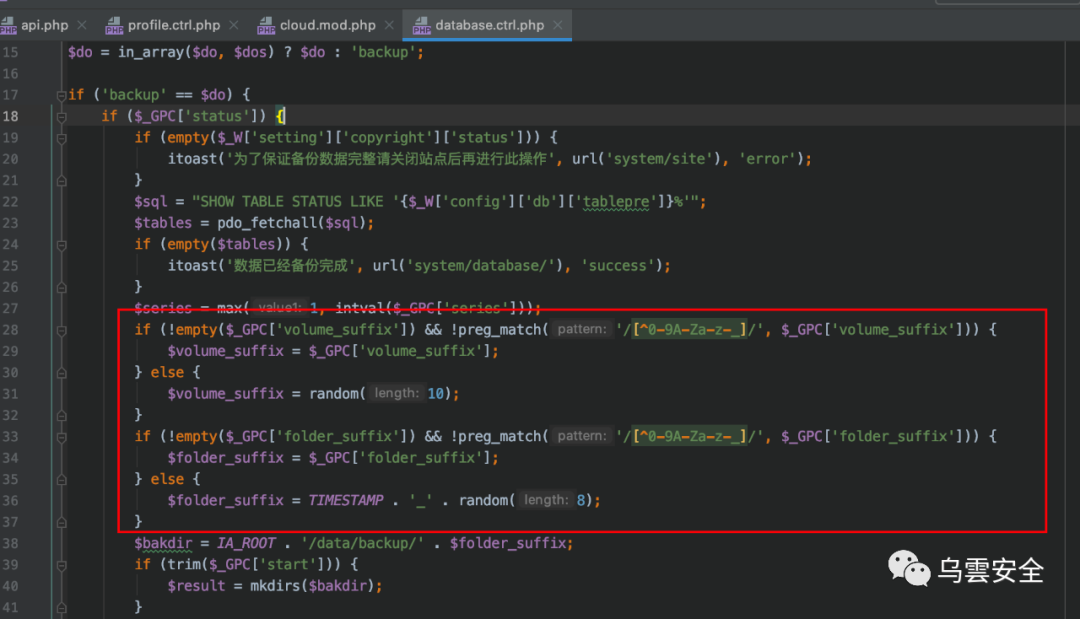 api.php × profile.ctrl.php × cloud.mod.php × database.ctrl.php ×
15 $do = in_array($do, $dos) ? $do : 'backup';
16
17 if ('backup' == $do) {
18 if ($_GPC['status']) {
19 if (empty($_W['setting']['copyright']['status'])) {
20 itoast('为了保证备份数据完整请关闭站点后再进行此操作', url('system/site'), 'error');
21 }
22 $sql = "SHOW TABLE STATUS LIKE '{$_W['config']['db']['tablepre']}%'";
23 $tables = pdo_fetchall($sql);
24 if (empty($tables)) {
25 itoast('数据已经备份完成', url('system/database/'), 'success');
26 }
27 $series = max( value1: 1, intval($_GPC['series']));
28 if (!empty($_GPC['volume_suffix']) && !preg_match( pattern: '/[^0-9A-Za-z-_]/', $_GPC['volume_suffix'])) {
29 $volume_suffix = $_GPC['volume_suffix'];
30 } else {
31 $volume_suffix = random( length: 10);
32 }
33 if (!empty($_GPC['folder_suffix']) && !preg_match( pattern: '/[^0-9A-Za-z-_]/', $_GPC['folder_suffix'])) {
34 $folder_suffix = $_GPC['folder_suffix'];
35 } else {
36 $folder_suffix = TIMESTAMP . '_' . random( length: 8);
37 }
38 $bakdir = IA_ROOT . '/data/backup/' . $folder_suffix;
39 if (trim($_GPC['start'])) {
40 $result = mkdirs($bakdir);
41 }
乌雲安全